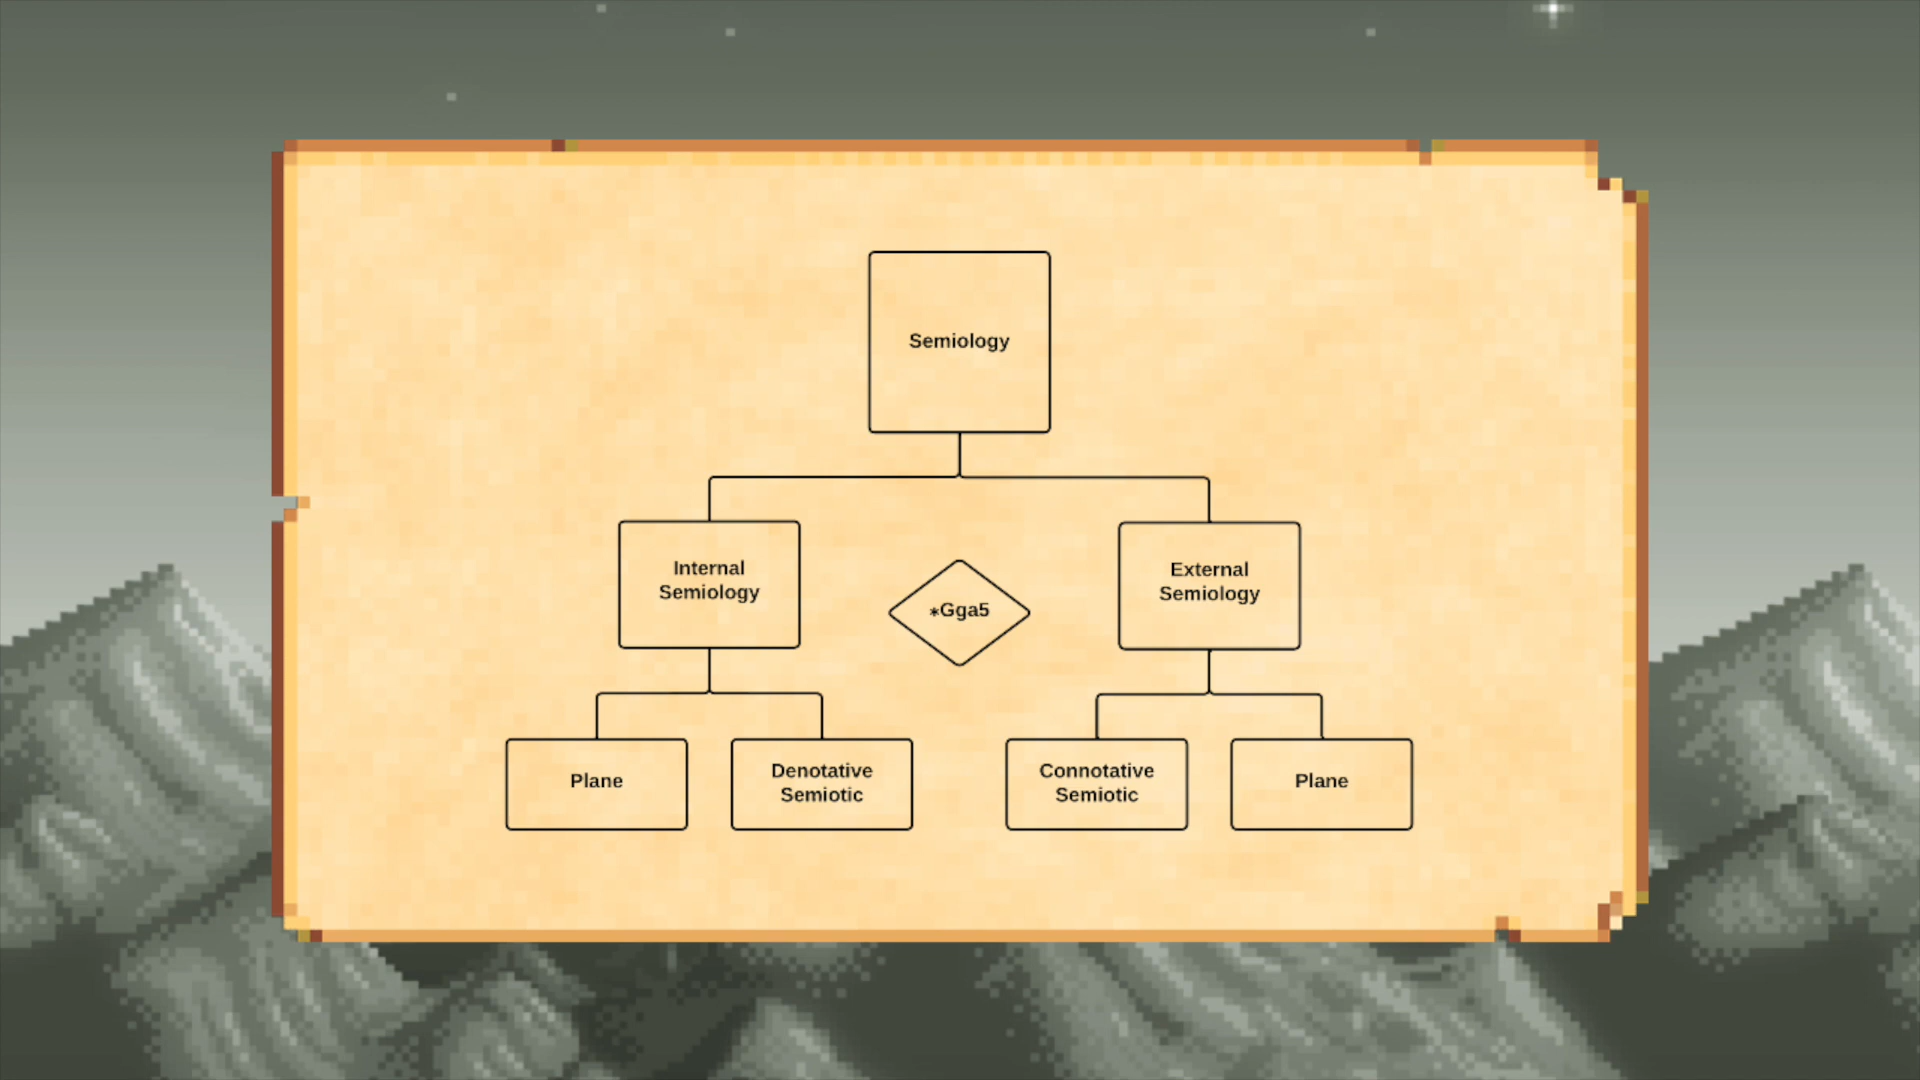 Semiology
Internal
Semiology
External
Semiology
*Gga5
Plane
Denotative
Semiotic
Connotative
Semiotic
Plane